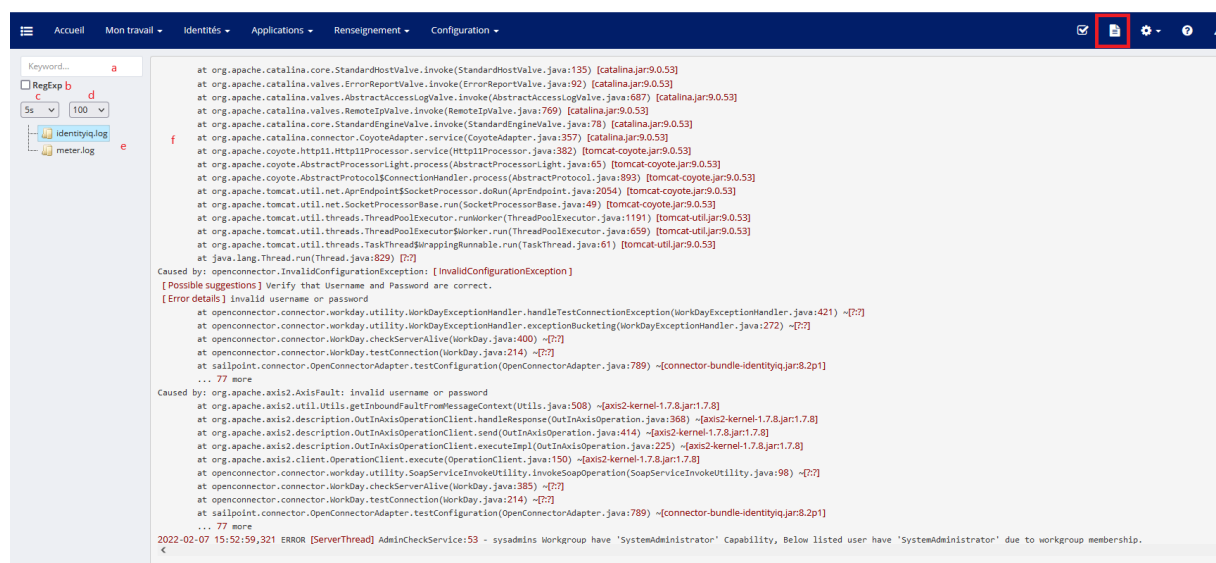 Accueil Mon travail Identités Applications Renseignement Configuration
Keyword... a
RegExp b
c d
5s 100
identityiq.log
meter.log e
f
at org.apache.catalina.core.StandardHostValve.invoke(StandardHostValve.java:135) [catalina.jar:9.0.53]
at org.apache.catalina.valves.ErrorReportValve.invoke(ErrorReportValve.java:92) [catalina.jar:9.0.53]
at org.apache.catalina.valves.AbstractAccessLogValve.invoke(AbstractAccessLogValve.java:687) [catalina.jar:9.0.53]
at org.apache.catalina.valves.RemoteIpValve.invoke(RemoteIpValve.java:769) [catalina.jar:9.0.53]
at org.apache.catalina.core.StandardEngineValve.invoke(StandardEngineValve.java:78) [catalina.jar:9.0.53]
at org.apache.catalina.connector.CoyoteAdapter.service(CoyoteAdapter.java:357) [catalina.jar:9.0.53]
at org.apache.coyote.http11.Http11Processor.service(Http11Processor.java:382) [tomcat-coyote.jar:9.0.53]
at org.apache.coyote.AbstractProcessorLight.process(AbstractProcessorLight.java:65) [tomcat-coyote.jar:9.0.53]
at org.apache.coyote.AbstractProtocol$ConnectionHandler.process(AbstractProtocol.java:893) [tomcat-coyote.jar:9.0.53]
at org.apache.tomcat.util.net.AprEndpoint$SocketProcessor.doRun(AprEndpoint.java:2054) [tomcat-coyote.jar:9.0.53]
at org.apache.tomcat.util.net.SocketProcessorBase.run(SocketProcessorBase.java:49) [tomcat-coyote.jar:9.0.53]
at org.apache.tomcat.util.threads.ThreadPoolExecutor.runWorker(ThreadPoolExecutor.java:1191) [tomcat-util.jar:9.0.53]
at org.apache.tomcat.util.threads.ThreadPoolExecutor$Worker.run(ThreadPoolExecutor.java:659) [tomcat-util.jar:9.0.53]
at org.apache.tomcat.util.threads.TaskThread$WrappingRunnable.run(TaskThread.java:61) [tomcat-util.jar:9.0.53]
at java.lang.Thread.run(Thread.java:829) [?:?]
Caused by: openconnector.InvalidConfigurationException: [ InvalidConfigurationException ]
[ Possible suggestions ] Verify that Username and Password are correct.
[ Error details ] invalid username or password
at openconnector.connector.workday.utility.WorkDayExceptionHandler.handleTestConnectionException(WorkDayExceptionHandler.java:421) ~[?:?]
at openconnector.connector.workday.utility.WorkDayExceptionHandler.exceptionBucketing(WorkDayExceptionHandler.java:272) ~[?:?]
at openconnector.connector.WorkDay.checkServerAlive(WorkDay.java:400) ~[?:?]
at openconnector.connector.WorkDay.testConnection(WorkDay.java:214) ~[?:?]
at sailpoint.connector.OpenConnectorAdapter.testConfiguration(OpenConnectorAdapter.java:789) ~[connector-bundle-identityiq.jar:8.2p1]
... 77 more
Caused by: org.apache.axis2.AxisFault: invalid username or password
at org.apache.axis2.util.Utils.getInboundFaultFromMessageContext(Utils.java:508) ~[axis2-kernel-1.7.8.jar:1.7.8]
at org.apache.axis2.description.OutInAxisOperationClient.handleResponse(OutInAxisOperation.java:368) ~[axis2-kernel-1.7.8.jar:1.7.8]
at org.apache.axis2.description.OutInAxisOperationClient.send(OutInAxisOperation.java:414) ~[axis2-kernel-1.7.8.jar:1.7.8]
at org.apache.axis2.description.OutInAxisOperationClient.executeImpl(OutInAxisOperation.java:225) ~[axis2-kernel-1.7.8.jar:1.7.8]
at org.apache.axis2.client.OperationClient.execute(OperationClient.java:150) ~[axis2-kernel-1.7.8.jar:1.7.8]
at openconnector.connector.workday.utility.SoapServiceInvokeUtility.invokeSoapOperation(SoapServiceInvokeUtility.java:98) ~[?:?]
at openconnector.connector.WorkDay.checkServerAlive(WorkDay.java:385) ~[?:?]
at openconnector.connector.WorkDay.testConnection(WorkDay.java:214) ~[?:?]
at sailpoint.connector.OpenConnectorAdapter.testConfiguration(OpenConnectorAdapter.java:789) ~[connector-bundle-identityiq.jar:8.2p1]
... 77 more
2022-02-07 15:52:59,321 ERROR [ServerThread] AdminCheckService:53 - sysadmins Workgroup have 'SystemAdministrator' Capability, Below listed user have 'SystemAdministrator' due to workgroup membership.